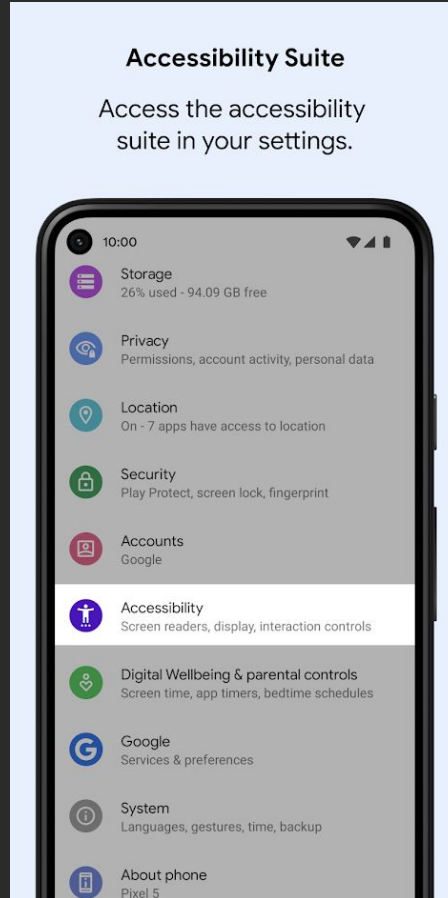 Accessibility Suite
Access the accessibility
suite in your settings.
10:00
Storage
26% used - 94.09 GB free
Privacy
Permissions, account activity, personal data
Location
On - 7 apps have access to location
Security
Play Protect, screen lock, fingerprint
Accounts
Google
Accessibility
Screen readers, display, interaction controls
Digital Wellbeing & parental controls
Screen time, app timers, bedtime schedules
Google
Services & preferences
System
Languages, gestures, time, backup
About phone
Pixel 5